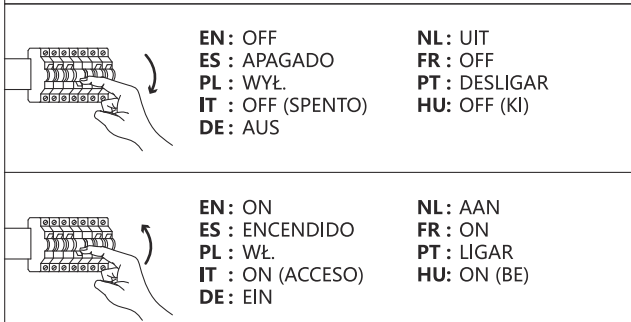 EN: OFF
ES: APAGADO
PL: WYŁ.
IT: OFF (SPENTO)
DE: AUS
NL: UIT
FR: OFF
PT: DESLIGAR
HU: OFF (KI)
EN: ON
ES: ENCENDIDO
PL: WŁ.
IT: ON (ACCESO)
DE: EIN
NL: AAN
FR: ON
PT: LIGAR
HU: ON (BE)